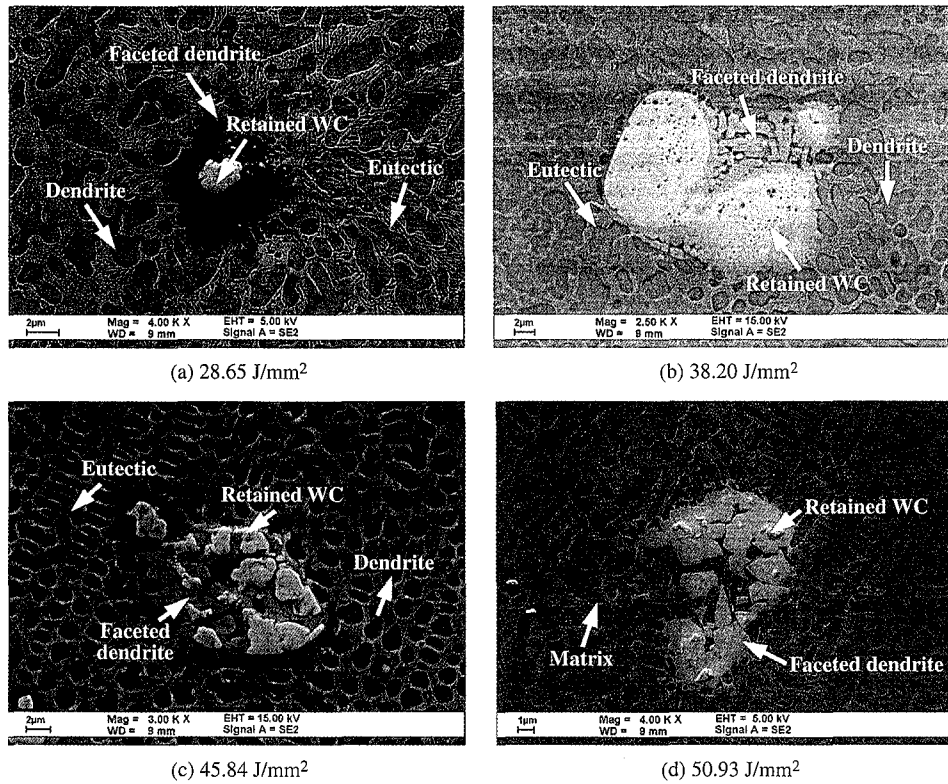 Faceted dendrite
Retained WC
Eutectic
Dendrite
2µm
Mag = 4.00 K X
EHT = 5.00 kV
WD = 9 mm
Signal A = SE2
(a) 28.65 J/mm²
Faceted dendrite
Dendrite
Eutectic
Retained WC
2µm
Mag = 2.50 K X
EHT = 15.00 kV
WD = 9 mm
Signal A = SE2
(b) 38.20 J/mm²
Eutectic
Retained WC
Dendrite
Faceted
dendrite
2µm
Mag = 3.00 K X
EHT = 15.00 kV
WD = 9 mm
Signal A = SE2
(c) 45.84 J/mm²
Retained WC
Matrix
Faceted dendrite
1µm
Mag = 4.00 K X
EHT = 5.00 kV
WD = 9 mm
Signal A = SE2
(d) 50.93 J/mm²